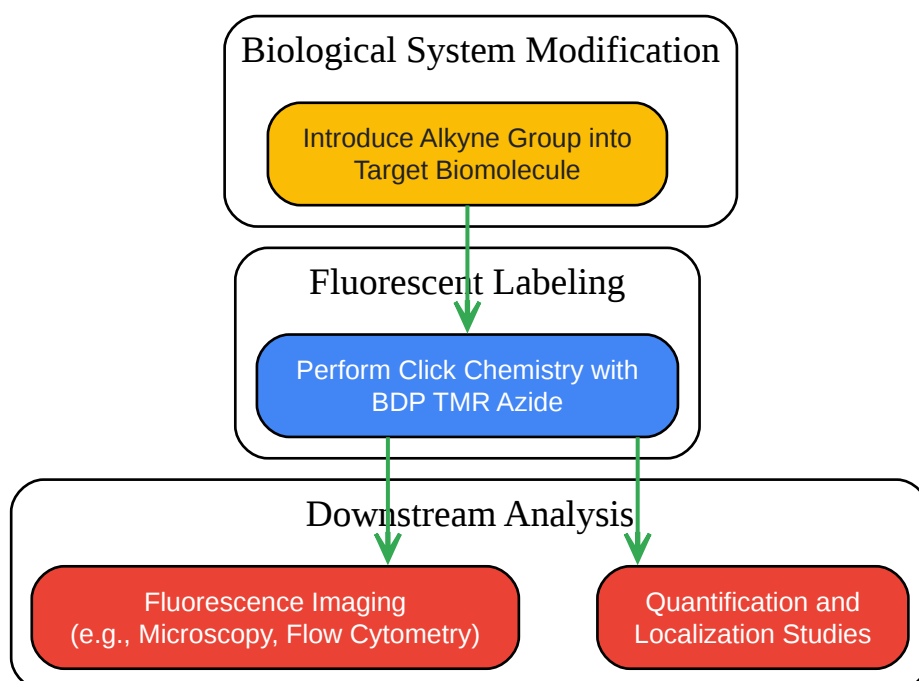 Biological System Modification
Introduce Alkyne Group into
Target Biomolecule
Fluorescent Labeling
Perform Click Chemistry with
BDP TMR Azide
Downstream Analysis
Fluorescence Imaging
(e.g., Microscopy, Flow Cytometry)
Quantification and
Localization Studies